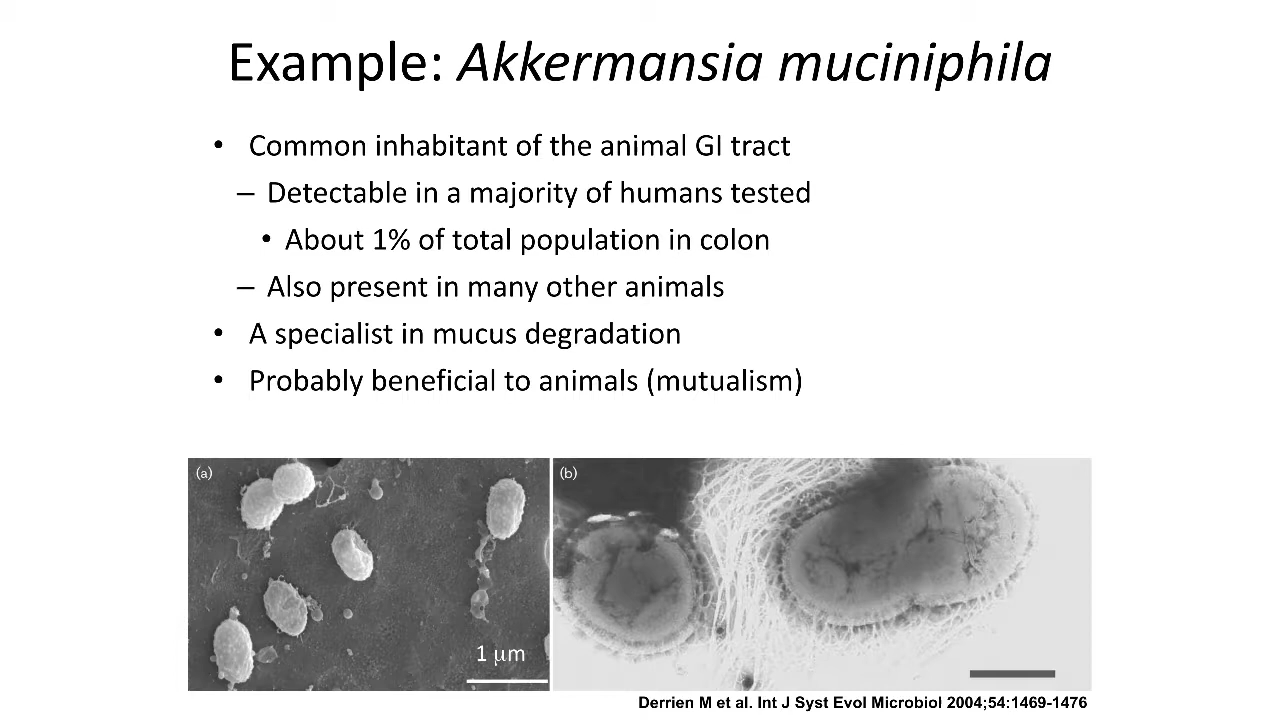 Example: Akkermansia muciniphila
• Common inhabitant of the animal GI tract
– Detectable in a majority of humans tested
• About 1% of total population in colon
– Also present in many other animals
• A specialist in mucus degradation
• Probably beneficial to animals (mutualism)
(a)
(b)
1 μm
Derrien M et al. Int J Syst Evol Microbiol 2004;54:1469-1476